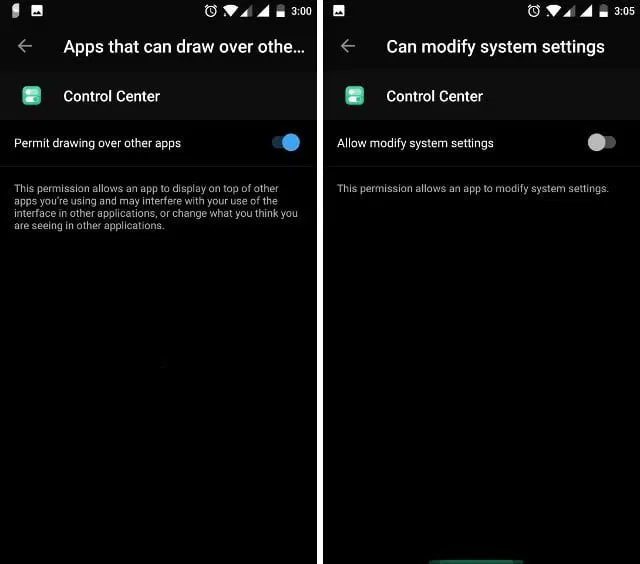 3:00
Apps that can draw over othe...
Control Center
Permit drawing over other apps
This permission allows an app to display on top of other
apps you're using and may interfere with your use of the
interface in other applications, or change what you think you
are seeing in other applications.
3:05
Can modify system settings
Control Center
Allow modify system settings
This permission allows an app to modify system settings.